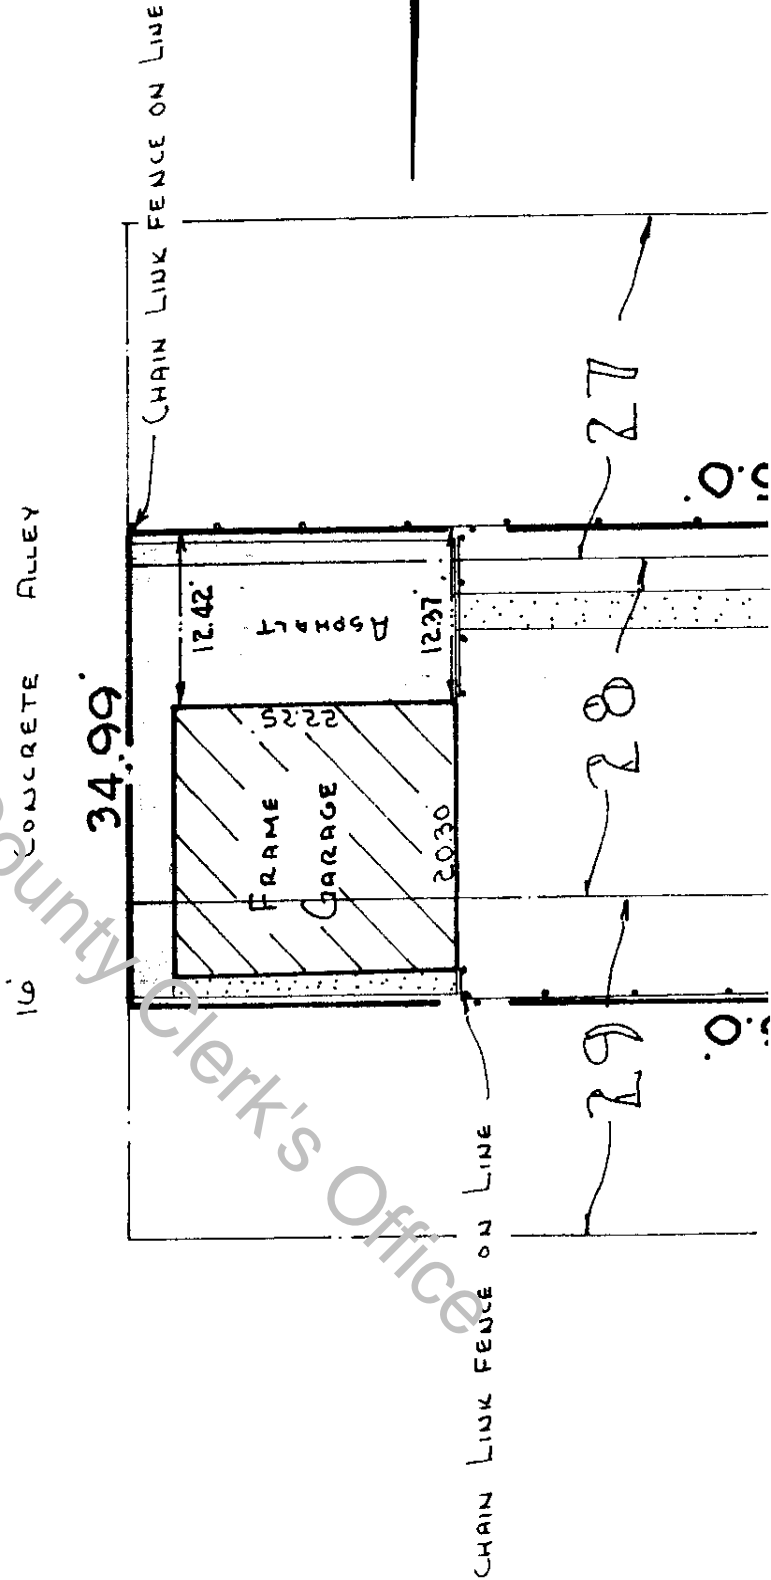 CHAIN LINK FENCE ON LINE
16' CONCRETE ALLEY
34.99'
12.42'
ASPHALT
12.37
22.25
FRAME
GARAGE
20.30
27
28
29
CHAIN LINK FENCE ON LINE
County Clerk's Office